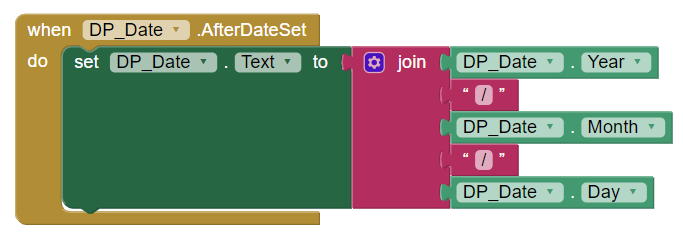 when DP_Date .AfterDateSet
do set DP_Date . Text to join DP_Date . Year
“ / ”
DP_Date . Month
“ / ”
DP_Date . Day